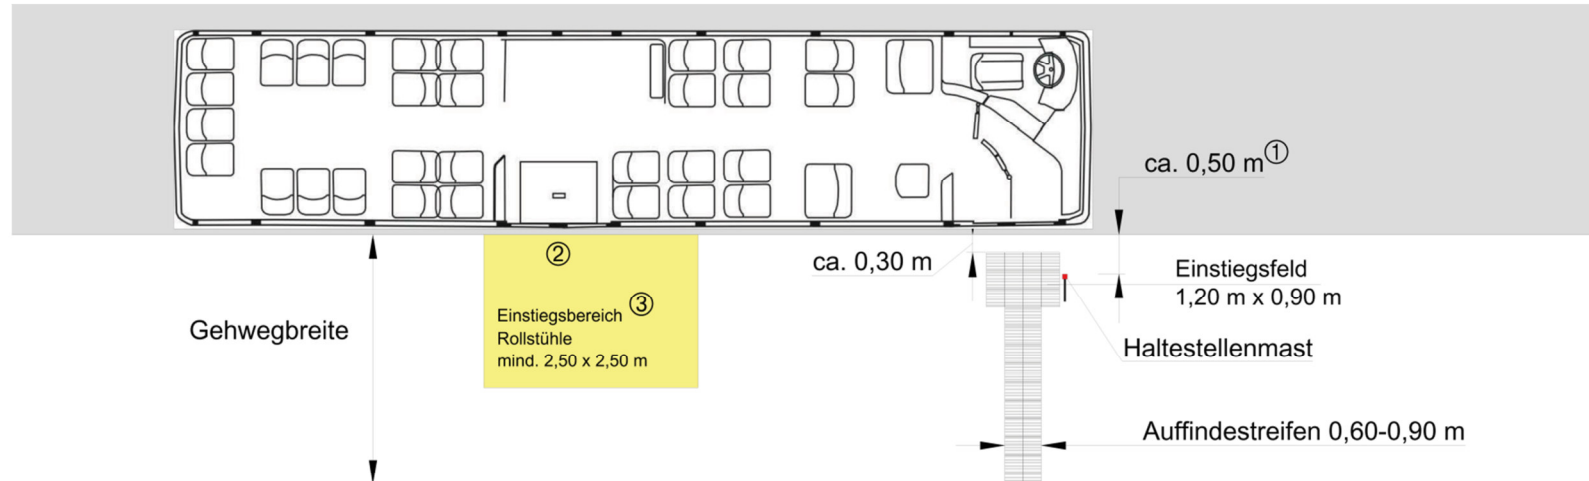 ca. 0,50 m①
②
ca. 0,30 m
Einstiegsfeld
1,20 m x 0,90 m
Einstiegsbereich ③
Rollstühle
mind. 2,50 x 2,50 m
Gehwegbreite
Haltestellenmast
Auffindestreifen 0,60-0,90 m